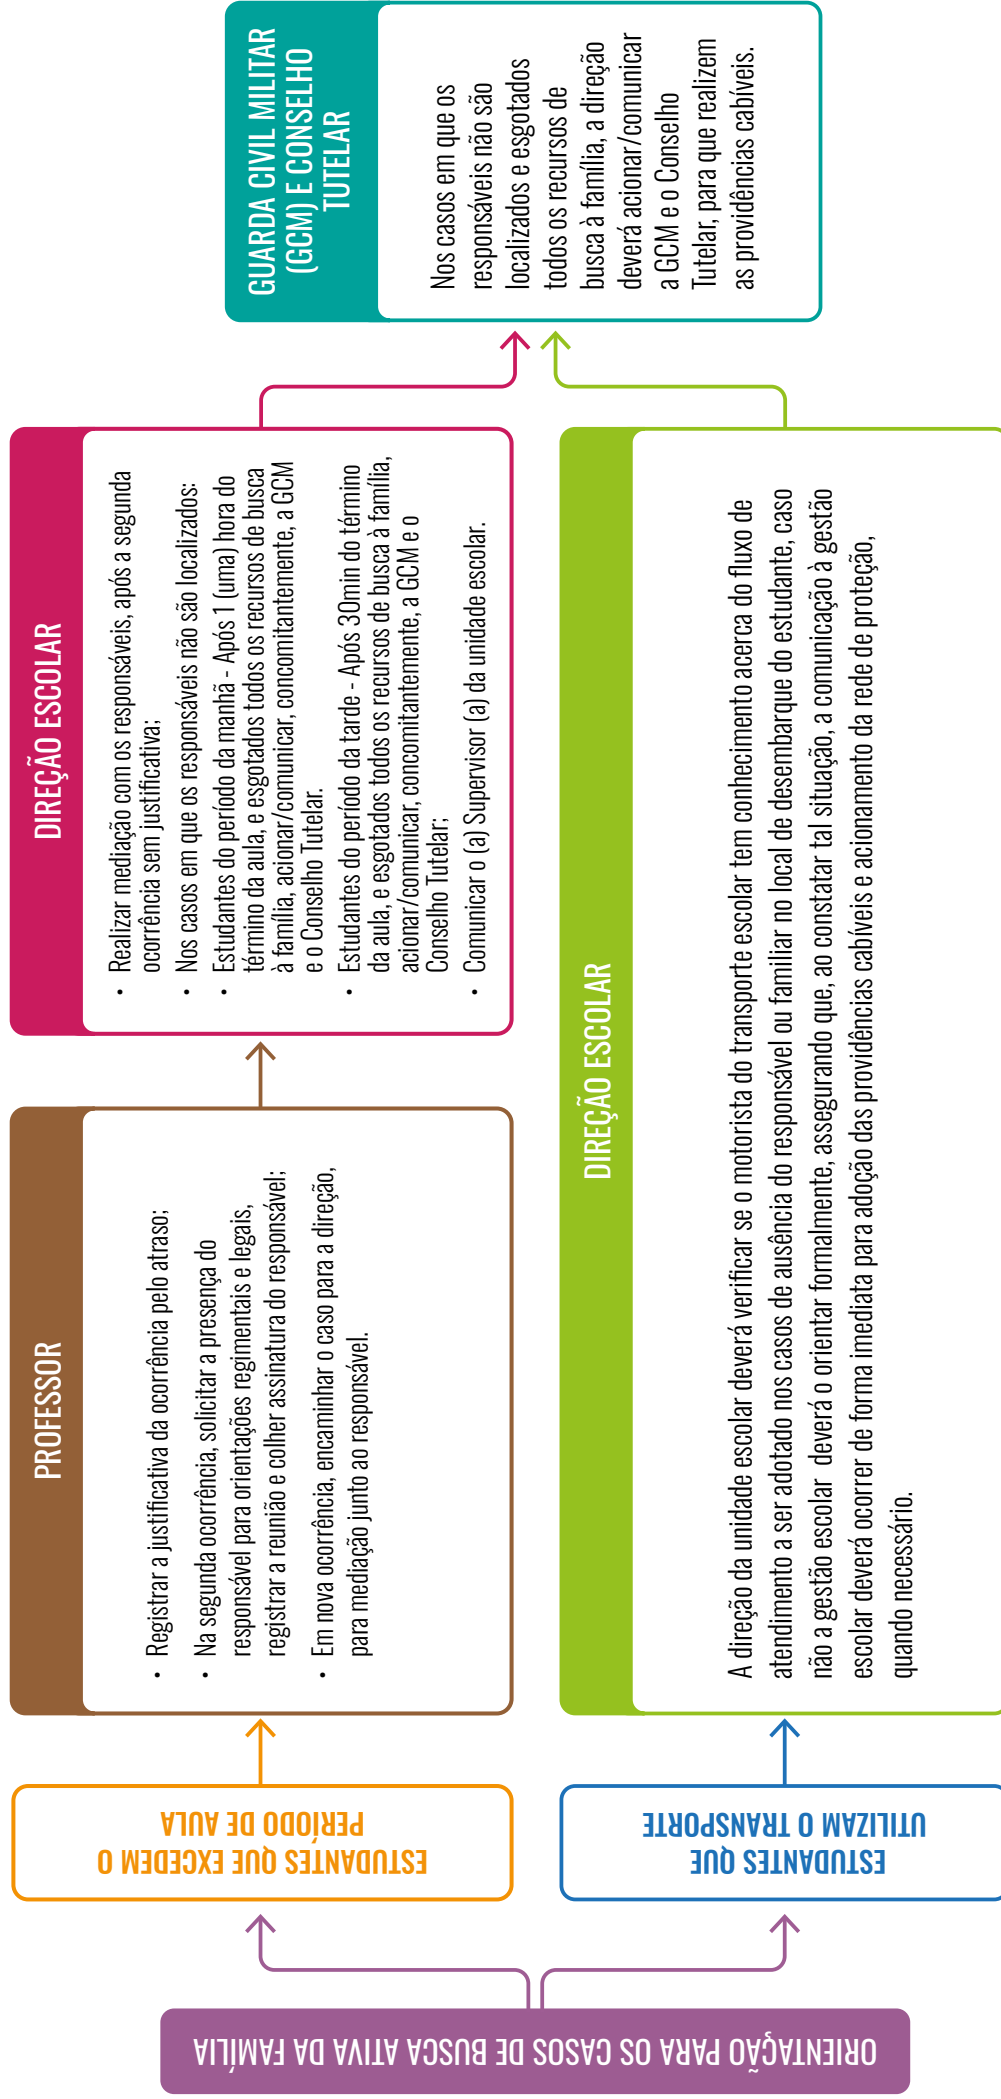 ORIENTAÇÃO PARA OS CASOS DE BUSCA ATIVA DA FAMÍLIA
ESTUDANTES QUE EXCEDEM O
PERÍODO DE AULA
PROFESSOR
• Registrar a justificativa da ocorrência pelo atraso;
• Na segunda ocorrência, solicitar a presença do
responsável para orientações regimentais e legais,
registrar a reunião e colher assinatura do responsável;
• Em nova ocorrência, encaminhar o caso para a direção,
para mediação junto ao responsável.
DIREÇÃO ESCOLAR
• Realizar mediação com os responsáveis, após a segunda
ocorrência sem justificativa;
• Nos casos em que os responsáveis não são localizados:
• Estudantes do período da manhã - Após 1 (uma) hora do
término da aula, e esgotados todos os recursos de busca
à família, acionar/comunicar, concomitantemente, a GCM
e o Conselho Tutelar.
• Estudantes do período da tarde - Após 30min do término
da aula, e esgotados todos os recursos de busca à família,
acionar/comunicar, concomitantemente, a GCM e o
Conselho Tutelar;
• Comunicar o (a) Supervisor (a) da unidade escolar.
ESTUDANTES QUE
UTILIZAM O TRANSPORTE
DIREÇÃO ESCOLAR
A direção da unidade escolar deverá verificar se o motorista do transporte escolar tem conhecimento acerca do fluxo de
atendimento a ser adotado nos casos de ausência do responsável ou familiar no local de desembarque do estudante, caso
não a gestão escolar deverá o orientar formalmente, assegurando que, ao constatar tal situação, a comunicação à gestão
escolar deverá ocorrer de forma imediata para adoção das providências cabíveis e acionamento da rede de proteção,
quando necessário.
GUARDA CIVIL MILITAR
(GCM) E CONSELHO
TUTELAR
Nos casos em que os
responsáveis não são
localizados e esgotados
todos os recursos de
busca à família, a direção
deverá acionar/comunicar
a GCM e o Conselho
Tutelar, para que realizem
as providências cabíveis.